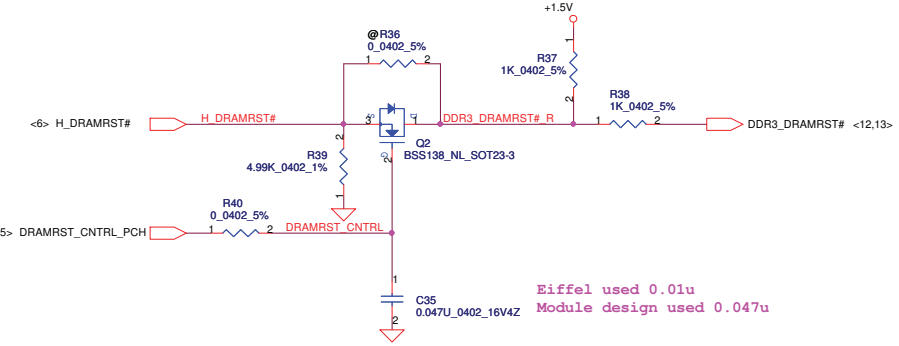 +1.5V
@R36
0_0402_5%
1 2
R37
1K_0402_5%
1
2
R38
1K_0402_5%
1 2
<6> H_DRAMRST#
H_DRAMRST#
3 S
D 1
DDR3_DRAMRST#_R
DDR3_DRAMRST# <12,13>
Q2
BSS138_NL_SOT23-3
G
2
R39
4.99K_0402_1%
2
1
R40
0_0402_5%
5> DRAMRST_CNTRL_PCH
1 2
DRAMRST_CNTRL
1
C35
0.047U_0402_16V4Z
2
Eiffel used 0.01u
Module design used 0.047u